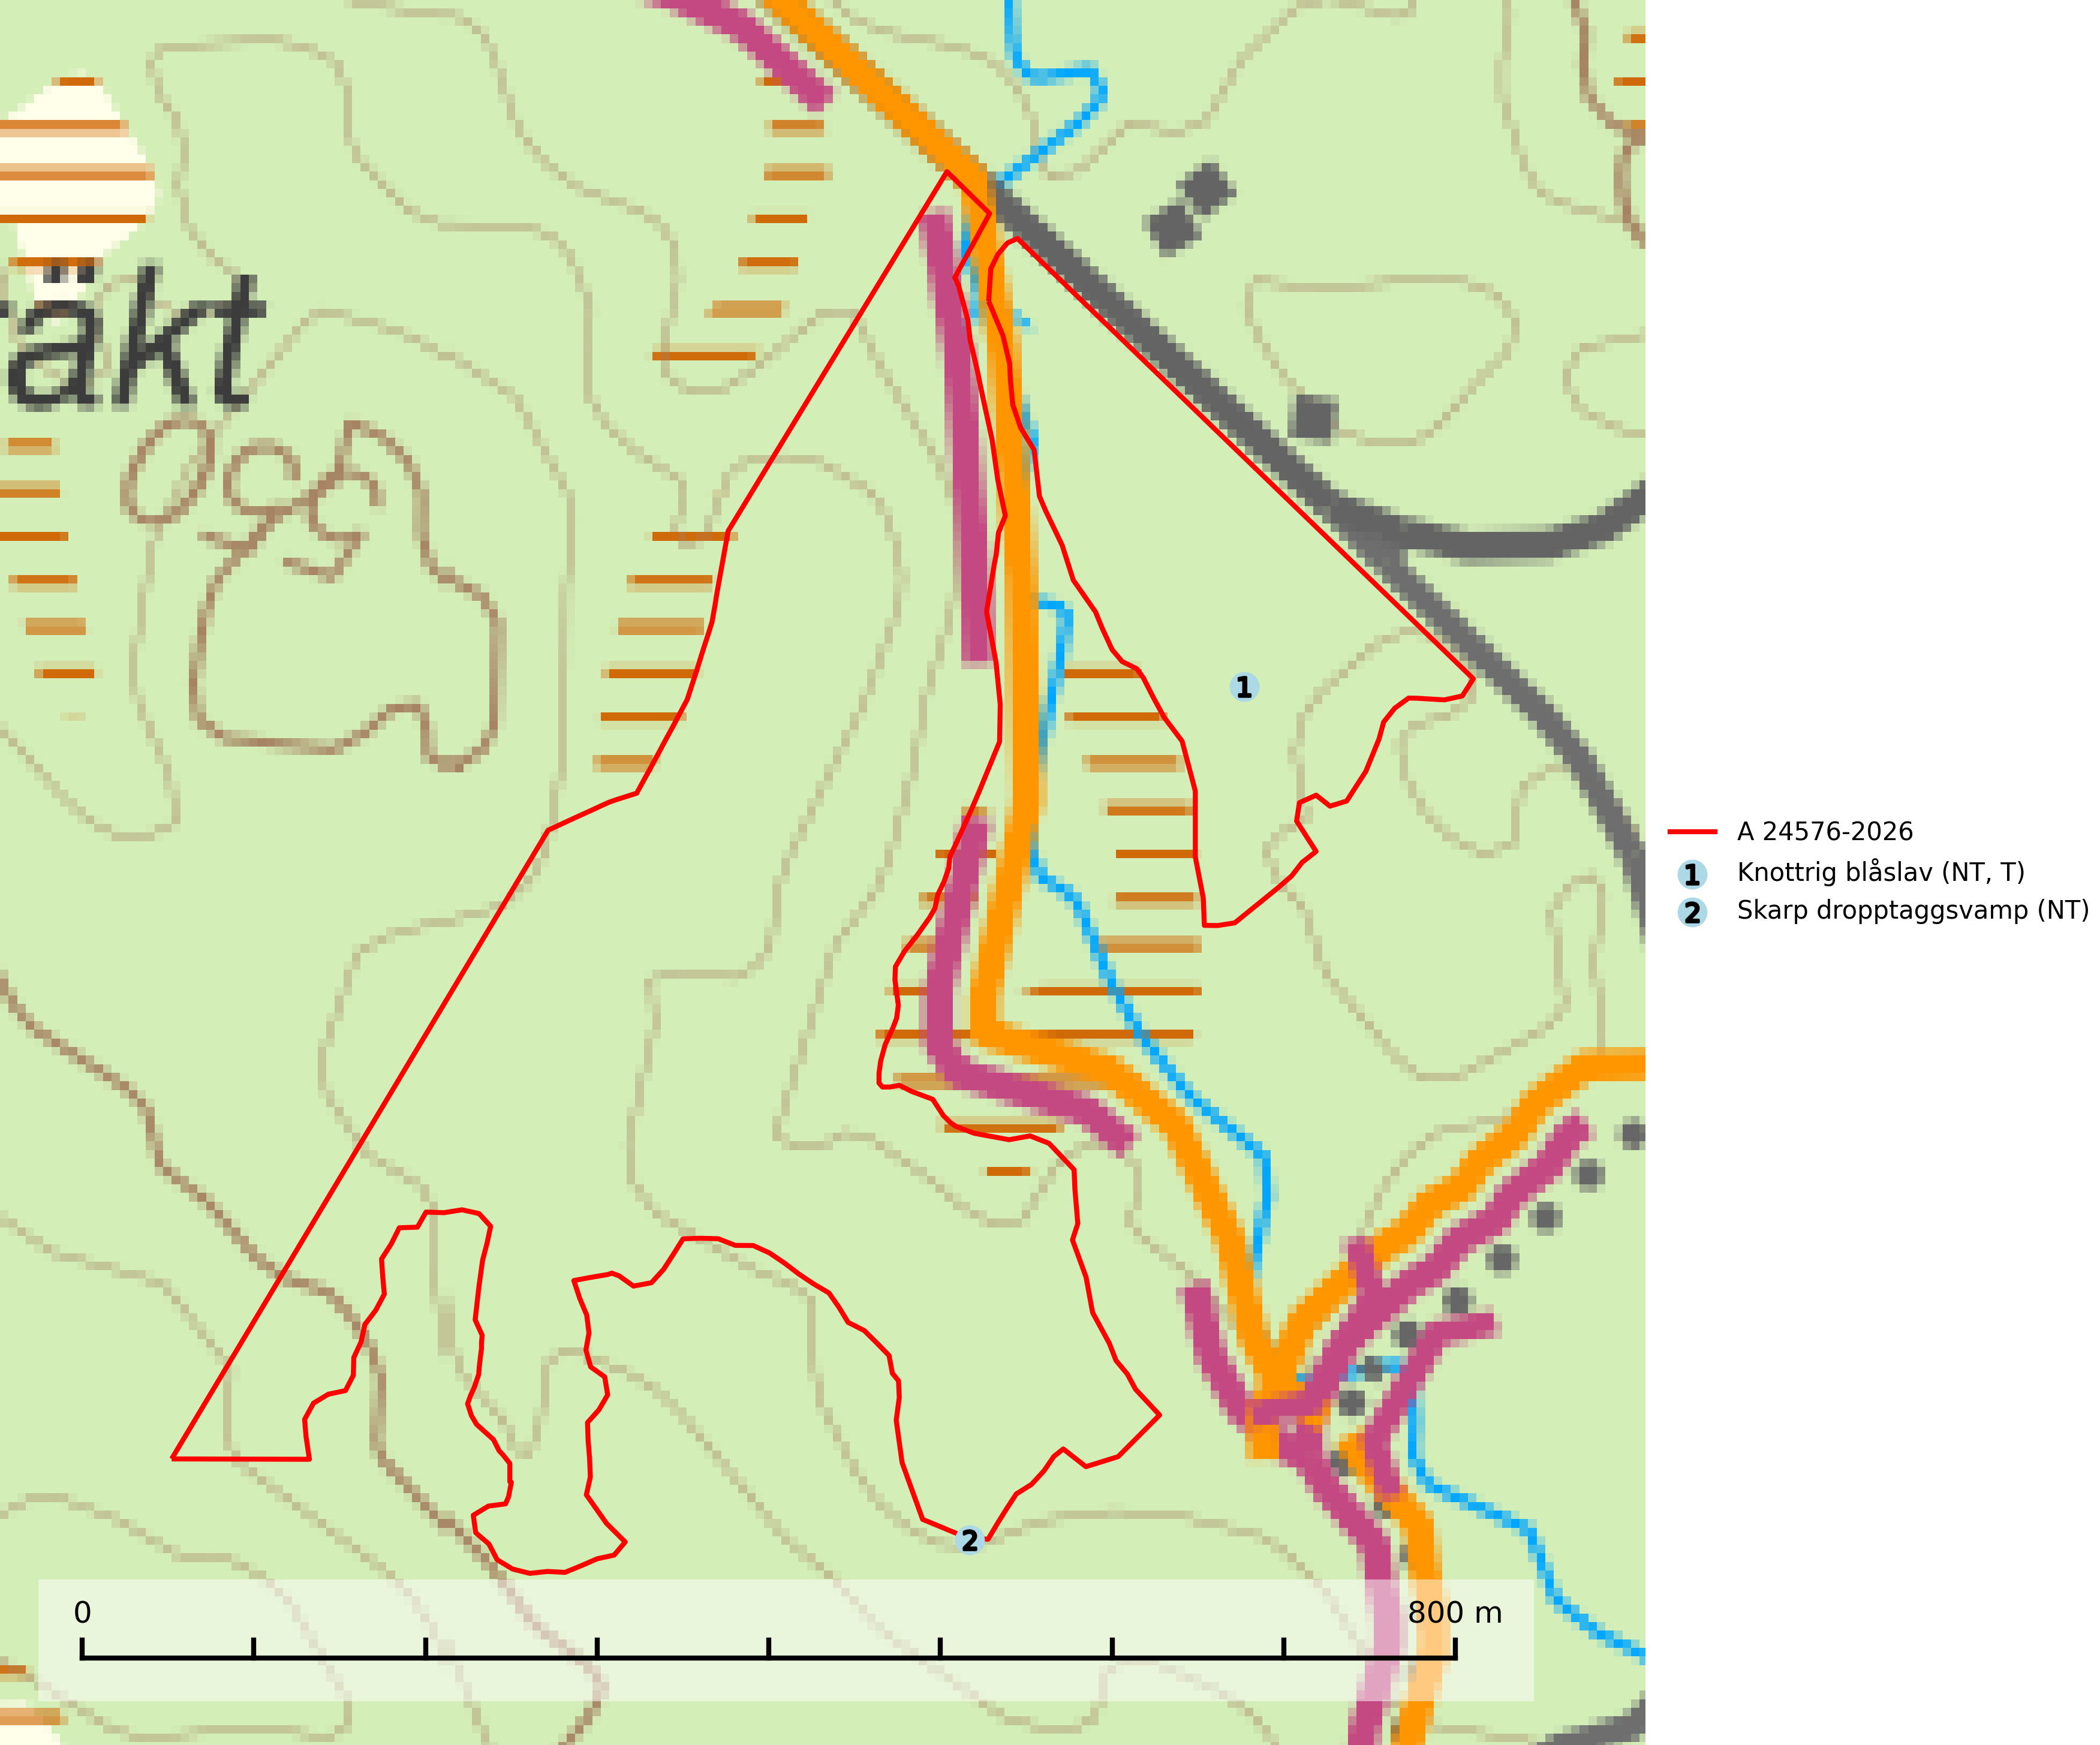 äkt
1
2
0 800 m
A 24576-2026
1 Knottrig blåslav (NT, T)
2 Skarp dropptaggsvamp (NT)